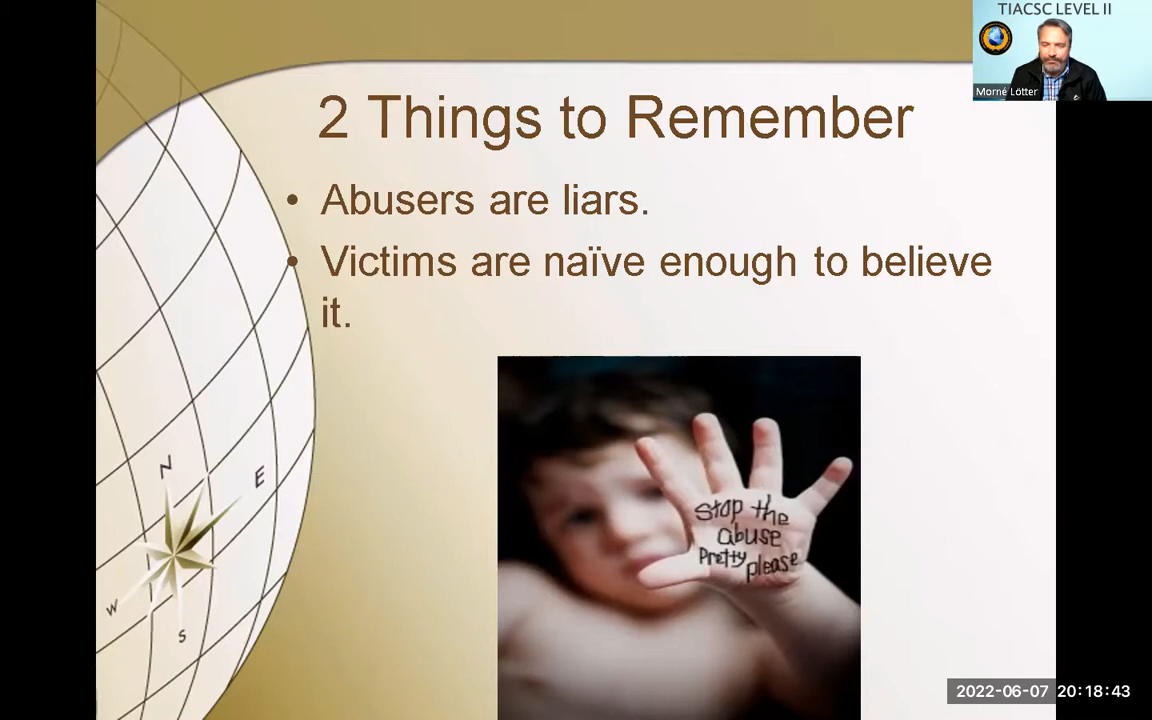 TIACSC LEVEL II
Morné Lötter
2 Things to Remember
• Abusers are liars.
• Victims are naïve enough to believe
it.
N
E
W
S
Stop the
abuse
Pretty please
2022-06-07 20:18:43